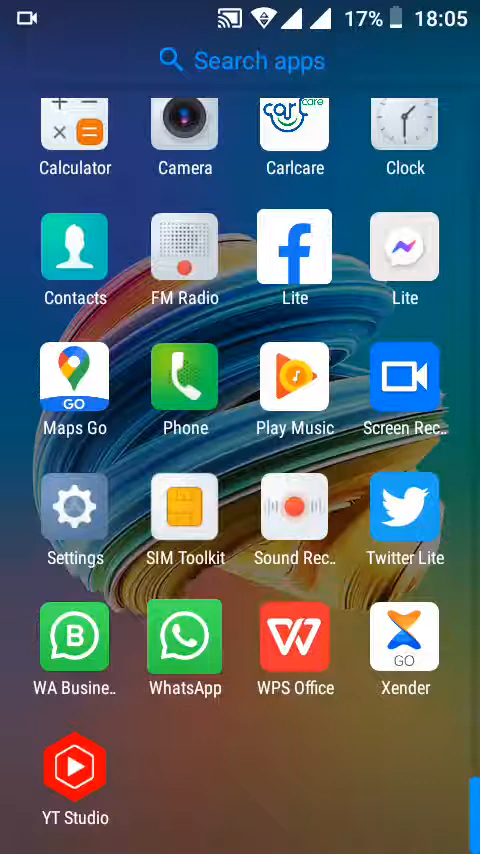 17% 18:05
Search apps
Carl care
Calculator Camera Carlcare Clock
Contacts FM Radio Lite Lite
GO
Maps Go Phone Play Music Screen Rec..
Settings SIM Toolkit Sound Rec.. Twitter Lite
B W GO
WA Busine.. WhatsApp WPS Office Xender
YT Studio